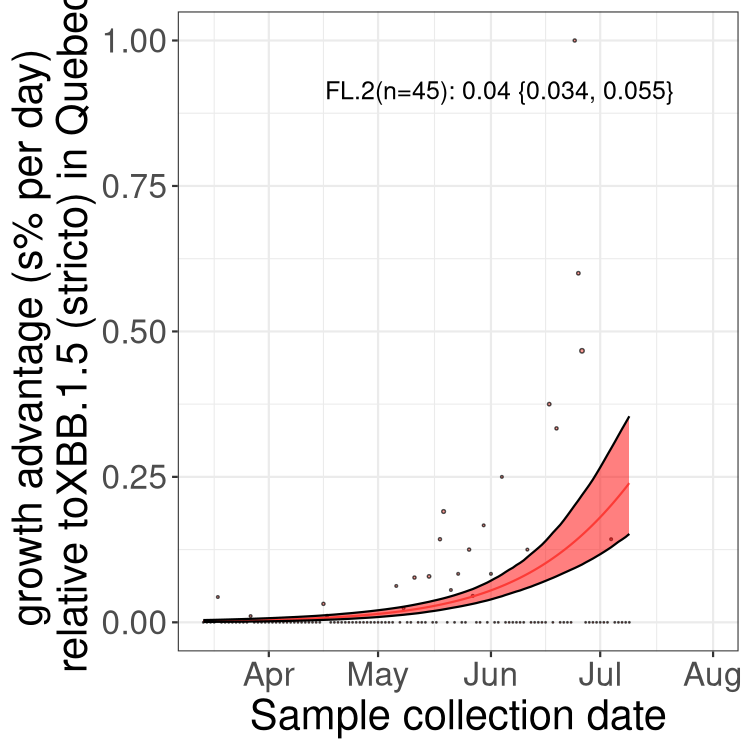 growth advantage (s% per day)
relative toXBB.1.5 (stricto) in Quebec
1.00
0.75
0.50
0.25
0.00
FL.2(n=45): 0.04 {0.034, 0.055}
Apr May Jun Jul Aug
Sample collection date